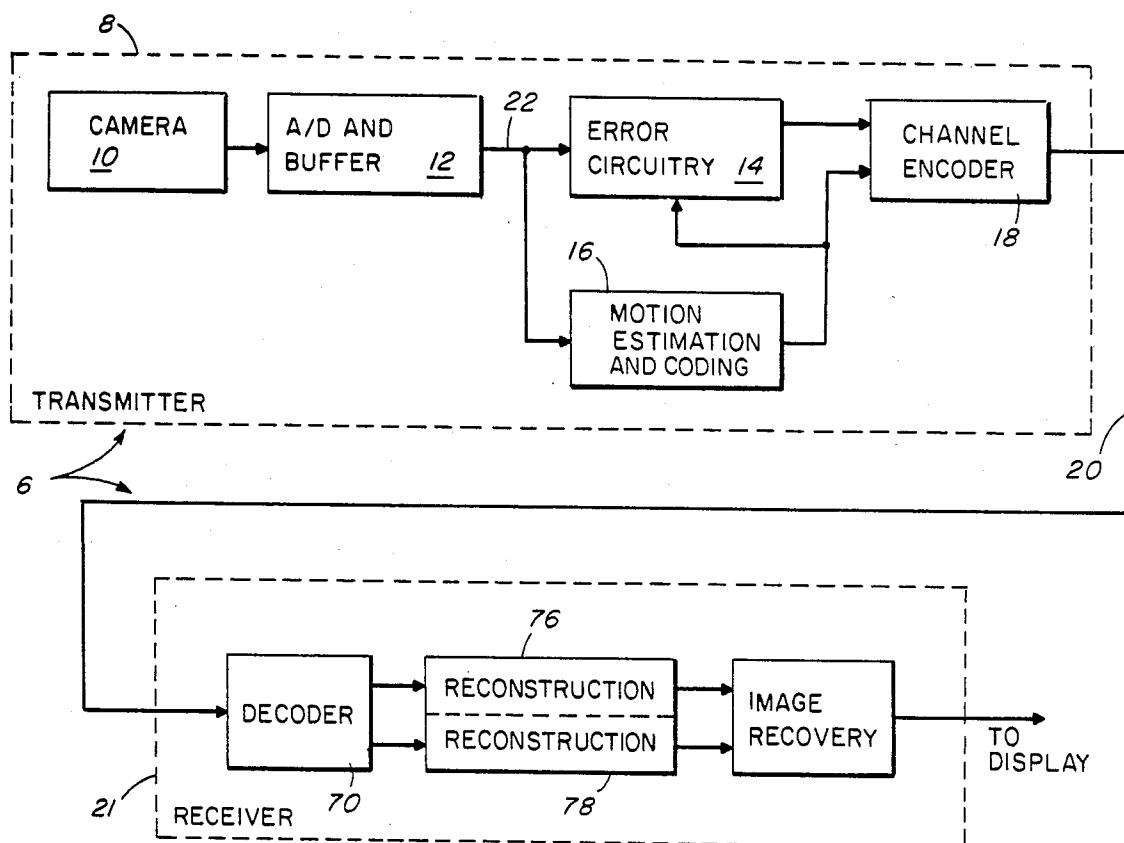 8
22
CAMERA
10
A/D AND
BUFFER 12
ERROR
CIRCUITRY 14
CHANNEL
ENCODER
18
16
MOTION
ESTIMATION
AND CODING
TRANSMITTER
20
6
76
DECODER
RECONSTRUCTION
RECONSTRUCTION
IMAGE
RECOVERY
TO
DISPLAY
21
70
78
RECEIVER